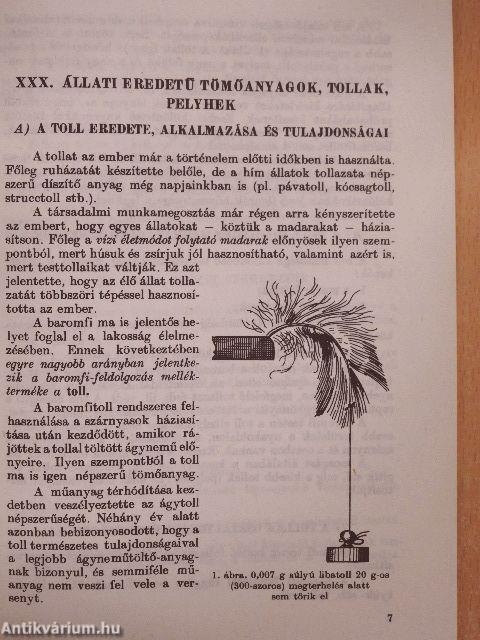 XXX. ÁLLATI EREDETŰ TÖMŐANYAGOK, TOLLAK,
PELYHEK
A) A TOLL EREDETE, ALKALMAZÁSA ÉS TULAJDONSÁGAI
A tollat az ember már a történelem előtti időkben is használta.
Főleg ruházatát készítette belőle, de a hím állatok tollazata nép-
szerű díszítő anyag még napjainkban is (pl. pávatoll, kócsagtoll,
strucctoll stb.).
A társadalmi munkamegosztás már régen arra kényszerítette
az embert, hogy egyes állatokat — köztük a madarakat — házia-
sítson. Főleg a vízi életmódot folytató madarak előnyösek ilyen szem-
pontból, mert húsuk és zsírjuk jól hasznosítható, valamint azért is,
mert testtollaikat váltják. Ez azt
jelentette, hogy az élő állat tolla-
zatát többszöri tépéssel hasznosí-
totta az ember.
A baromfi ma is jelentős he-
lyet foglal el a lakosság élelme-
zésében. Ennek következtében
egyre nagyobb arányban jelentke-
zik a baromfi-feldolgozás mellék-
terméke a toll.
A baromfitoll rendszeres fel-
használása a szárnyasok háziasí-
tása után kezdődött, amikor rá-
jöttek a tollal töltött ágynemű elő-
nyeire. Ilyen szempontból a toll
ma is igen népszerű tömőanyag.
A műanyag térhódítása kez-
detben veszélyeztette az ágytoll
népszerűségét. Néhány év alatt
azonban bebizonyosodott, hogy a
toll természetes tulajdonságaival
a legjobb ágyneműtöltő-anyag-
nak bizonyul, és semmiféle mű-
anyag nem veszi fel vele a ver-
senyt.
1. ábra. 0,007 g súlyú libatoll 20 g-os
(300-szoros) megterhelés alatt
sem törik el
7
Antikvárium.hu